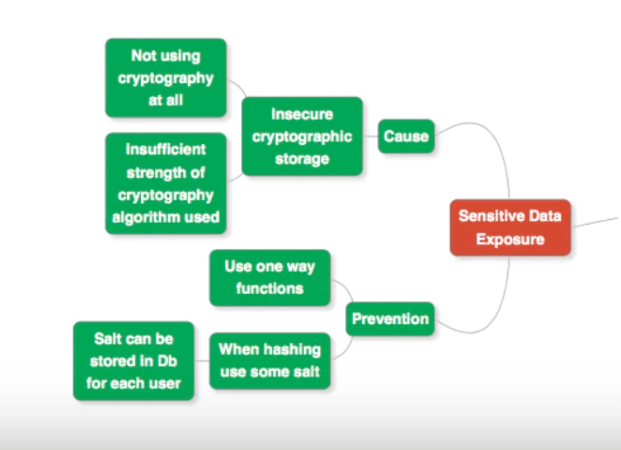 Not using
cryptography
at all
Insecure
cryptographic
storage
Cause
insufficient
strength of
cryptography
algorithm used
Sensitive Data
Exposure
Use one way
functions
Prevention
Salt can be
stored in Db
for each user
When hashing
use some salt